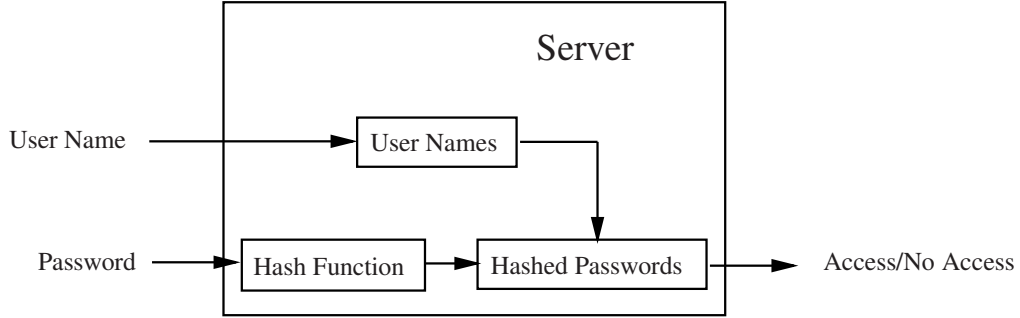 Server
User Name
User Names
Password
Hash Function
Hashed Passwords
Access/No Access